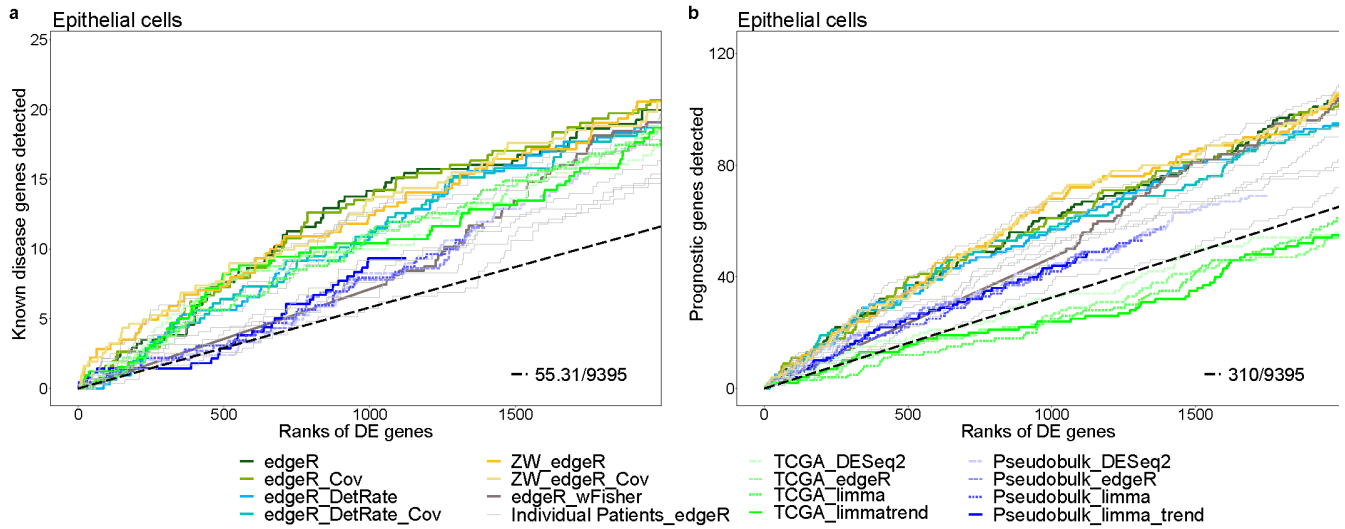 a
Epithelial cells
25
20
15
10
5
0
Known disease genes detected
55.31/9395
0 500 1000 1500
Ranks of DE genes
b
Epithelial cells
120
80
40
0
Prognostic genes detected
310/9395
0 500 1000 1500
Ranks of DE genes
edgeR
edgeR_Cov
edgeR_DetRate
edgeR_DetRate_Cov
ZW_edgeR
ZW_edgeR_Cov
edgeR_wFisher
Individual Patients_edgeR
TCGA_DESeq2
TCGA_edgeR
TCGA_limma
TCGA_limmatrend
Pseudobulk_DESeq2
Pseudobulk_edgeR
Pseudobulk_limma
Pseudobulk_limma_trend